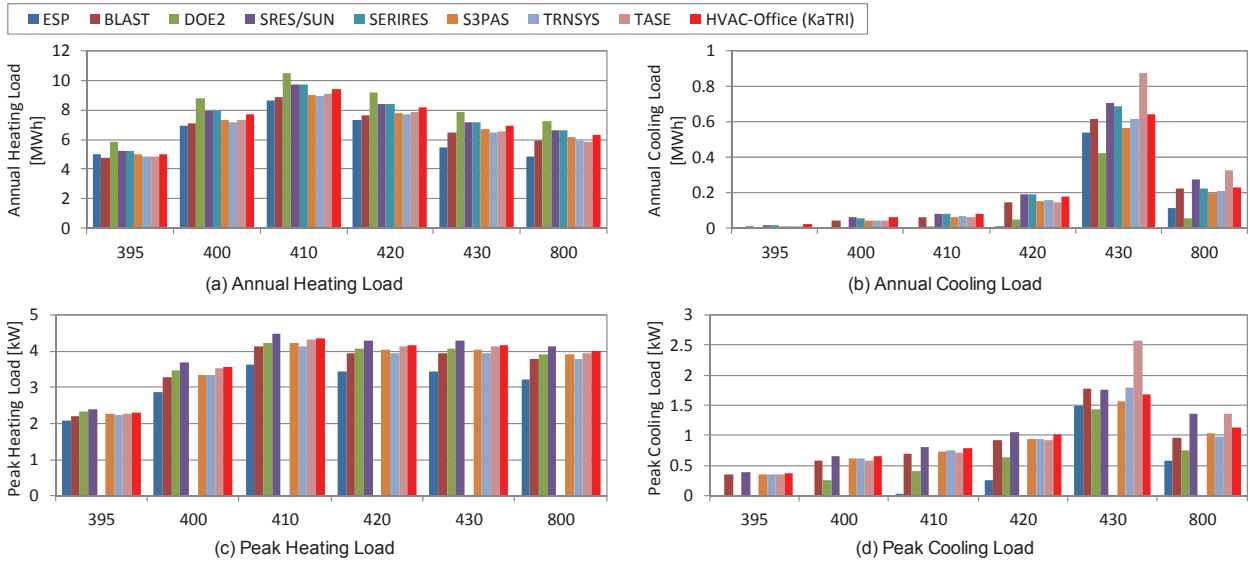 ESP BLAST DOE2 SRES/SUN SERIRES S3PAS TRNSYS TASE HVAC-Office (KaTRI)
Annual Heating Load
[MWh]
12
10
8
6
4
2
0
395 400 410 420 430 800
(a) Annual Heating Load
Annual Cooling Load
[MWh]
1
0.8
0.6
0.4
0.2
0
395 400 410 420 430 800
(b) Annual Cooling Load
Peak Heating Load [kW]
5
4
3
2
1
0
395 400 410 420 430 800
(c) Peak Heating Load
Peak Cooling Load [kW]
3
2.5
2
1.5
1
0.5
0
395 400 410 420 430 800
(d) Peak Cooling Load